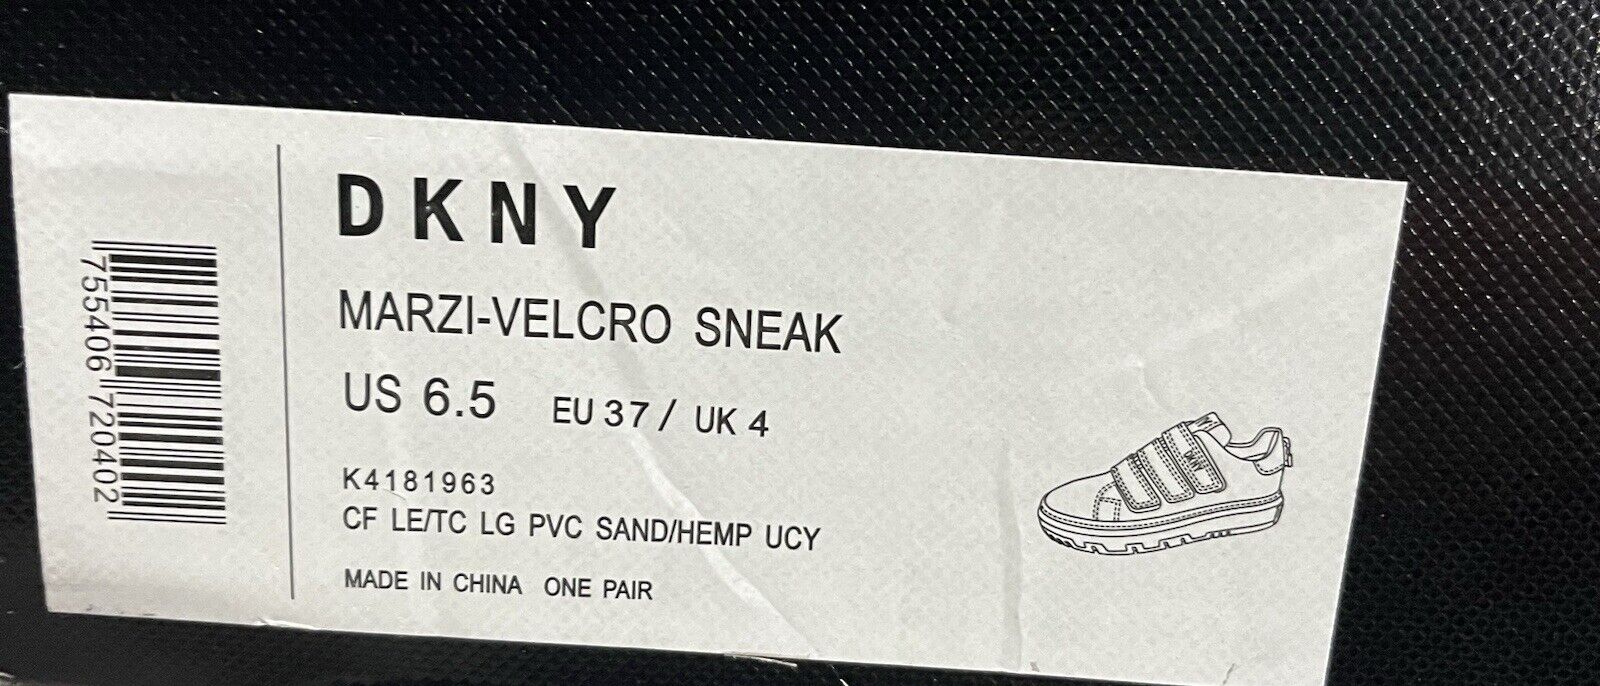 755406 720402
DKNY
MARZI-VELCRO SNEAK
US 6.5 EU 37 / UK 4
K4181963
CF LE/TC LG PVC SAND/HEMP UCY
MADE IN CHINA ONE PAIR
DKNY